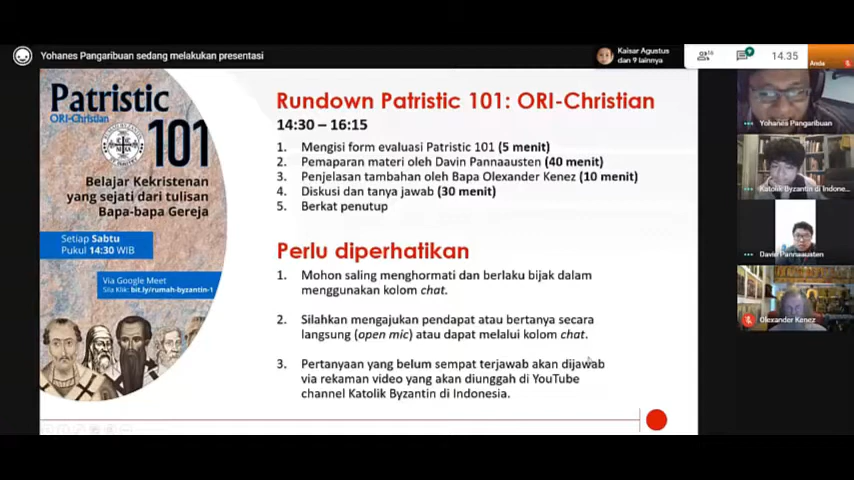 Yohanes Pangaribuan sedang melakukan presentasi
Kaisar Agustus
dan 9 lainnya
16
14.35
Anda
Patristic
ORI-Christian
101
Belajar Kekristenan
yang sejati dari tulisan
Bapa-bapa Gereja
Setiap Sabtu
Pukul 14:30 WIB
Via Google Meet
Sila Klik: bit.ly/rumah-byzantin-1
Rundown Patristic 101: ORI-Christian
14:30 – 16:15
1. Mengisi form evaluasi Patristic 101 (5 menit)
2. Pemaparan materi oleh Davin Pannaausten (40 menit)
3. Penjelasan tambahan oleh Bapa Olexander Kenez (10 menit)
4. Diskusi dan tanya jawab (30 menit)
5. Berkat penutup
Perlu diperhatikan
1. Mohon saling menghormati dan berlaku bijak dalam
menggunakan kolom chat.
2. Silahkan mengajukan pendapat atau bertanya secara
langsung (open mic) atau dapat melalui kolom chat.
3. Pertanyaan yang belum sempat terjawab akan dijawab
via rekaman video yang akan diunggah di YouTube
channel Katolik Byzantin di Indonesia.
Yohanes Pangaribuan
Katolik Byzantin di Indone...
Davin Pannaausten
Olexander Kenez